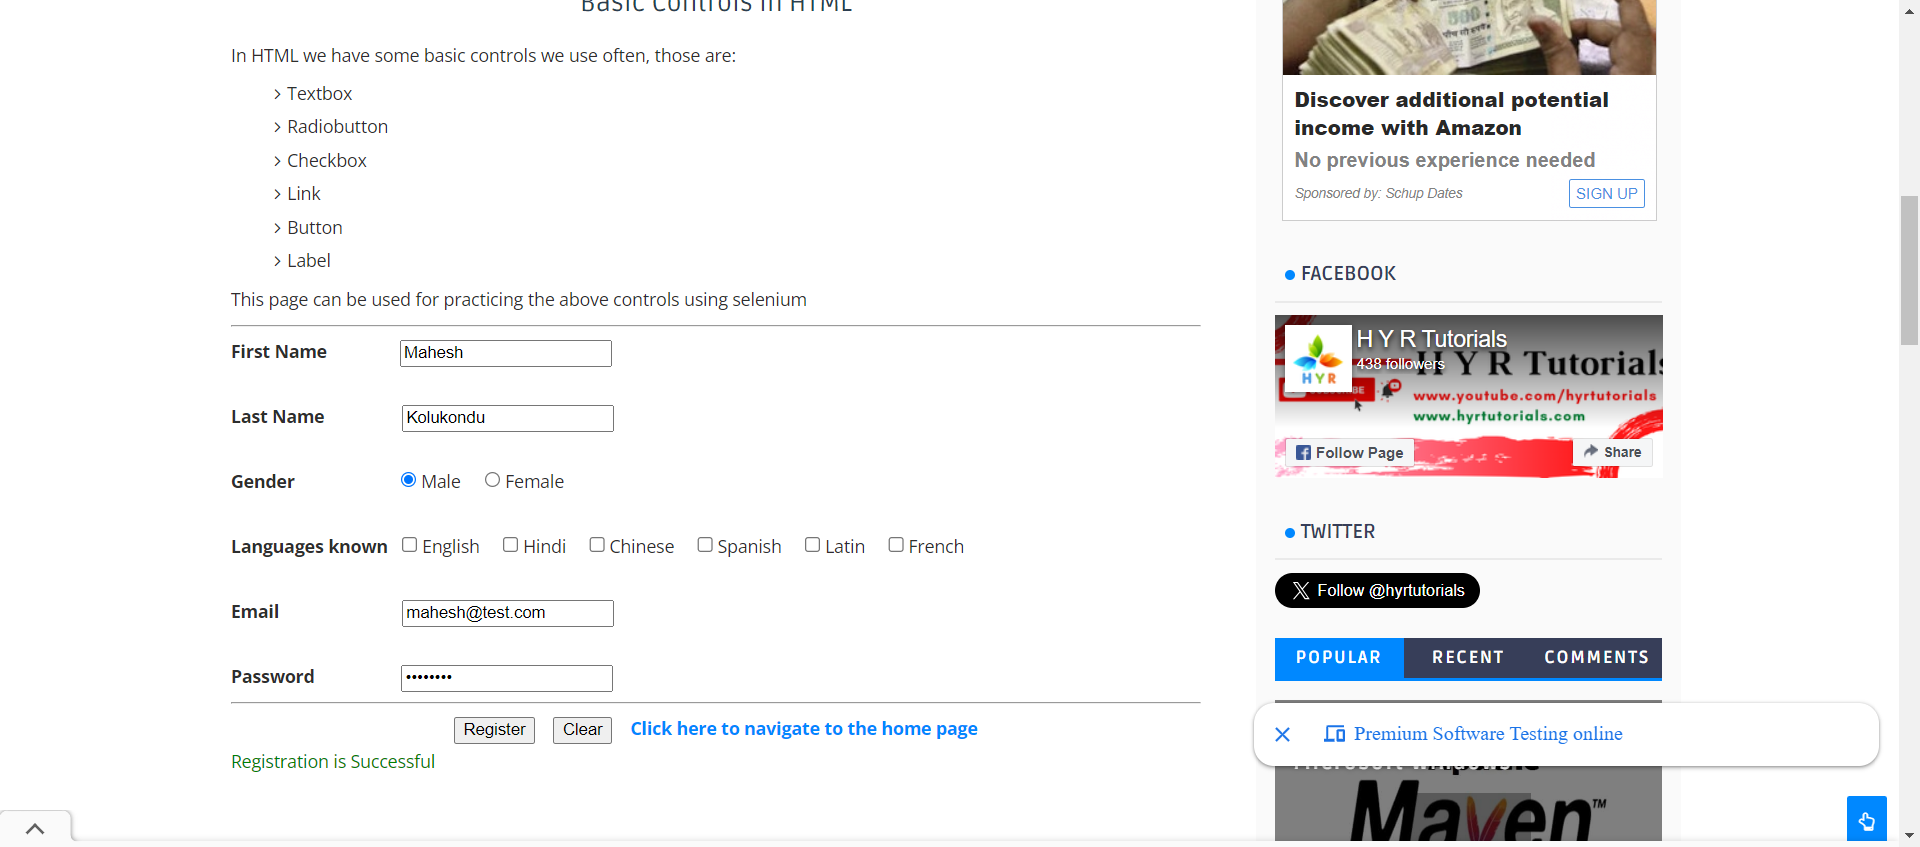 Basic Controls in HTML
In HTML we have some basic controls we use often, those are:
Textbox
Radiobutton
Checkbox
Link
Button
Label
This page can be used for practicing the above controls using selenium
First Name Mahesh
Last Name Kolukondu
Gender Male Female
Languages known English Hindi Chinese Spanish Latin French
Email mahesh@test.com
Password ••••••••
Register Clear Click here to navigate to the home page
Registration is Successful
500
Discover additional potential
income with Amazon
No previous experience needed
Sponsored by: Schup Dates SIGN UP
FACEBOOK
H Y R Tutorials
438 followers
HYR
H Y R Tutorials
www.youtube.com/hyrtutorials
www.hyrtutorials.com
Follow Page Share
TWITTER
Follow @hyrtutorials
POPULAR RECENT COMMENTS
Premium Software Testing online
Maven™